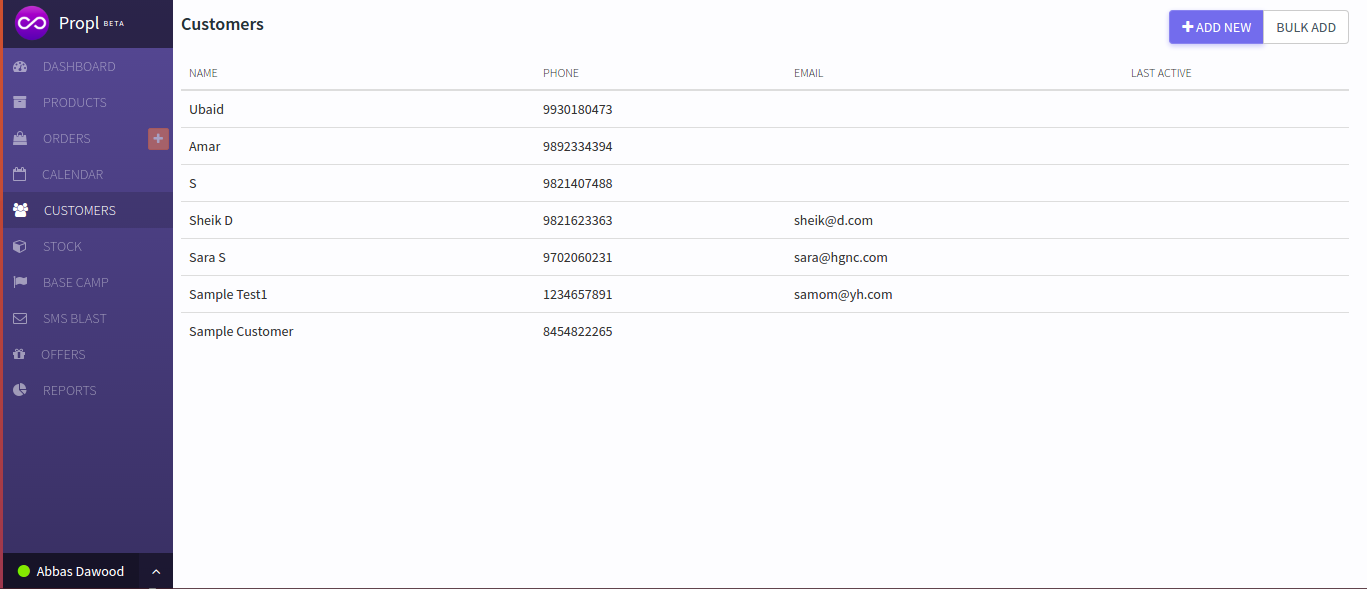 Propl BETA
DASHBOARD
PRODUCTS
ORDERS
CALENDAR
CUSTOMERS
STOCK
BASE CAMP
SMS BLAST
OFFERS
REPORTS
Abbas Dawood
Customers
ADD NEW BULK ADD
NAME PHONE EMAIL LAST ACTIVE
Ubaid 9930180473
Amar 9892334394
S 9821407488
Sheik D 9821623363 sheik@d.com
Sara S 9702060231 sara@hgnc.com
Sample Test1 1234657891 samom@yh.com
Sample Customer 8454822265